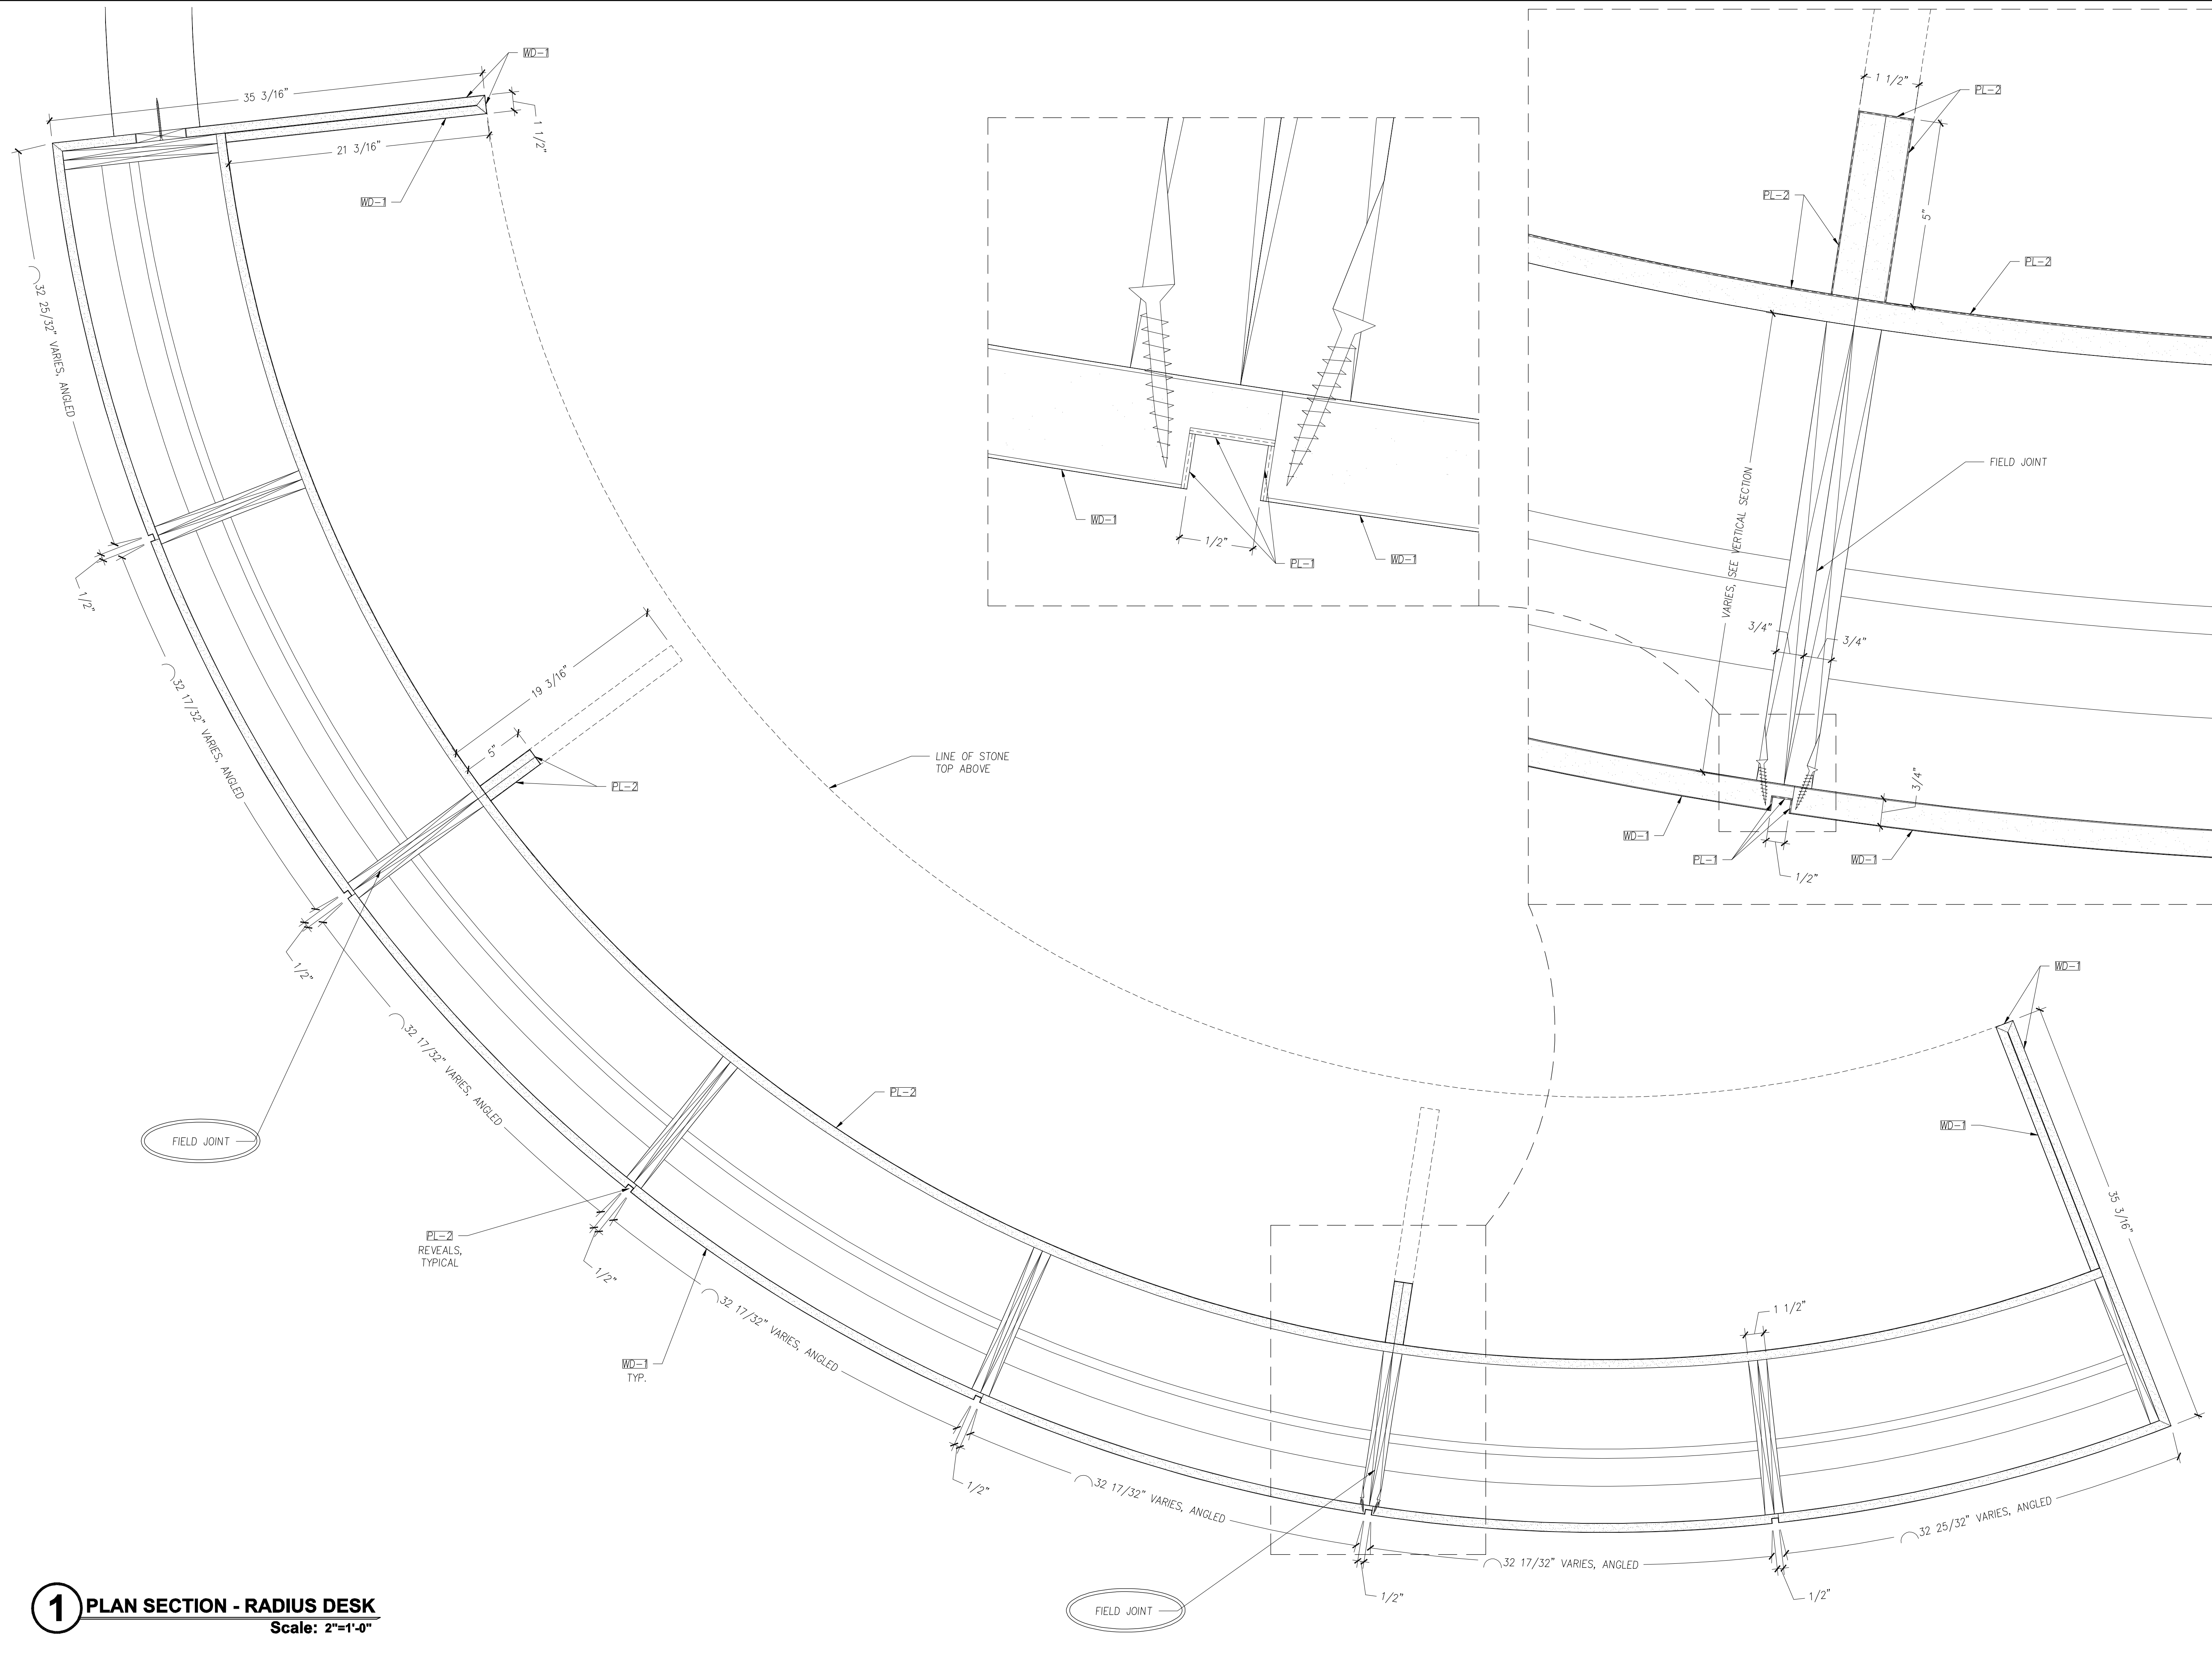 WD-1
35 3/16"
1 1/2"
21 3/16"
WD-1
32 25/32" VARIES, ANGLED
1/2"
32 17/32" VARIES, ANGLED
19 3/16"
5"
PL-2
1/2"
LINE OF STONE
TOP ABOVE
32 17/32" VARIES, ANGLED
FIELD JOINT
PL-2
PL-2
REVEALS,
TYPICAL
1/2"
WD-1
TYP.
32 17/32" VARIES, ANGLED
1/2"
32 17/32" VARIES, ANGLED
FIELD JOINT
1/2"
32 17/32" VARIES, ANGLED
1 1/2"
1/2"
32 25/32" VARIES, ANGLED
WD-1
WD-1
35 3/16"
WD-1
1/2"
PL-1
WD-1
1 1/2"
PL-2
PL-2
5"
PL-2
FIELD JOINT
VARIES, SEE VERTICAL SECTION
3/4"
3/4"
3/4"
WD-1
PL-1
WD-1
1/2"
1 PLAN SECTION - RADIUS DESK
Scale: 2"=1'-0"